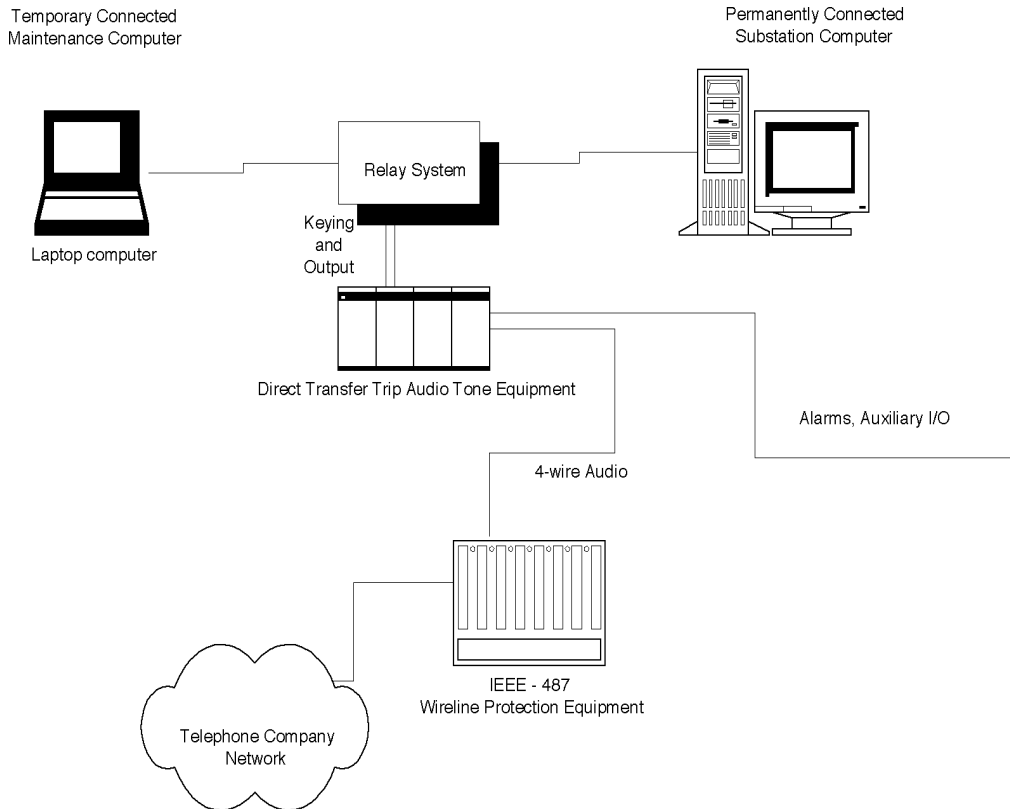 Temporary Connected
Maintenance Computer
Permanently Connected
Substation Computer
Relay System
Laptop computer
Keying
and
Output
Direct Transfer Trip Audio Tone Equipment
Alarms, Auxiliary I/O
4-wire Audio
IEEE - 487
Wireline Protection Equipment
Telephone Company
Network